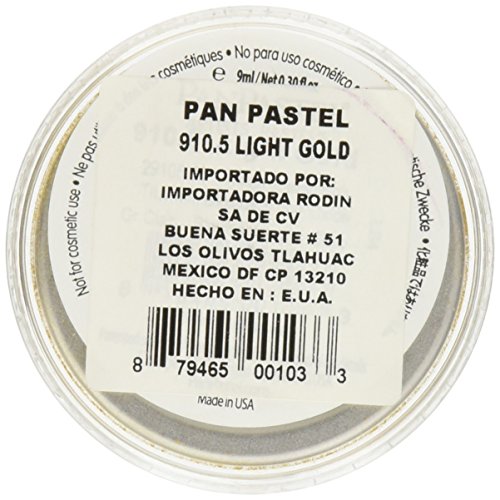 Not for cosmetic use • Ne pas
cosmétiques • No para uso cosmético
℮ 9ml/Net 0.30 fl.oz
Zwecke •
PAN PASTEL
910.5 LIGHT GOLD
IMPORTADO POR:
IMPORTADORA RODIN
SA DE CV
BUENA SUERTE # 51
LOS OLIVOS TLAHUAC
MEXICO DF CP 13210
HECHO EN : E.U.A.
8 79465 00103 3
Made in USA